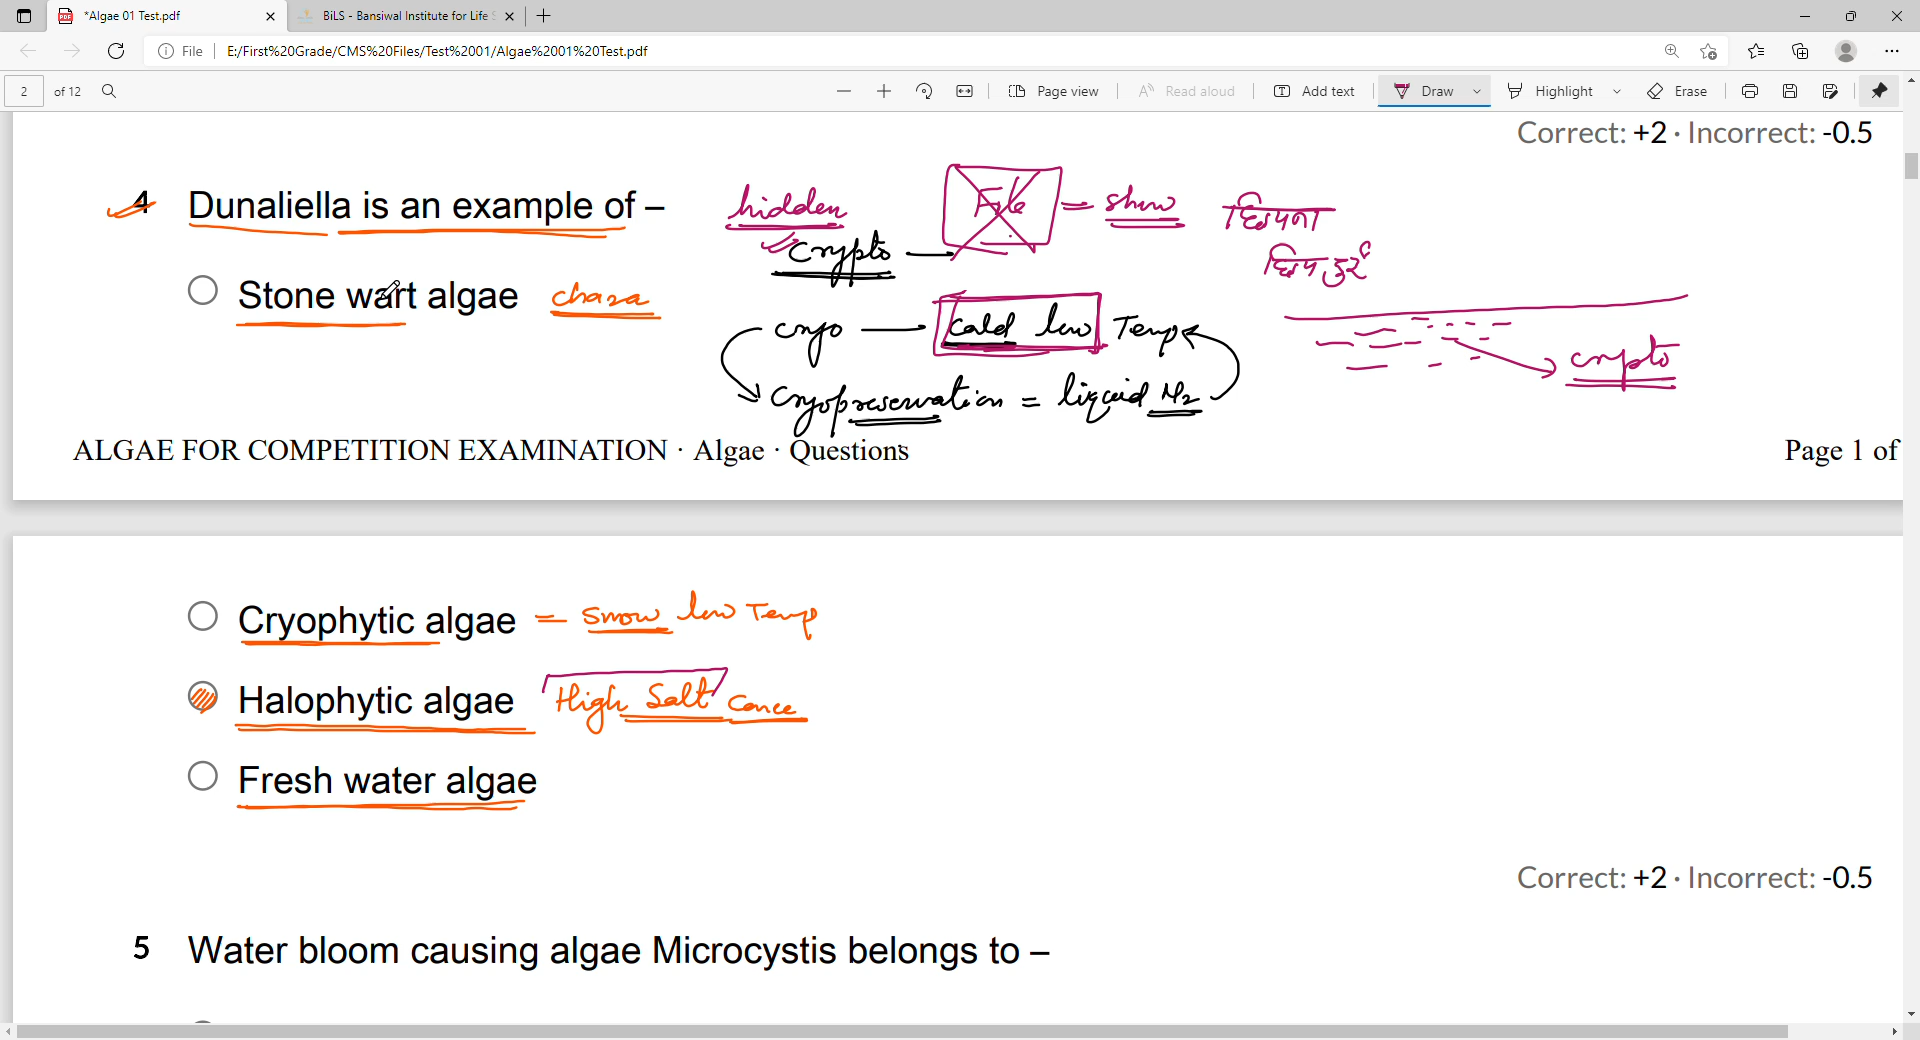 *Algae 01 Test.pdf
BiLS - Bansiwal Institute for Life S
File
E:/First%20Grade/CMS%20Files/Test%2001/Algae%2001%20Test.pdf
2 of 12
Page view
Read aloud
Add text
Draw
Highlight
Erase
Correct: +2 · Incorrect: -0.5
4 Dunaliella is an example of –
hidden
File = show
छिपना
crypto
छिपे हुए
Stone wart algae chara
cryo cold low Temp
crypto
cryopreservation = liquid N2
ALGAE FOR COMPETITION EXAMINATION · Algae · Questions
Page 1 of
Cryophytic algae = snow low Temp
Halophytic algae High Salt Conce
Fresh water algae
Correct: +2 · Incorrect: -0.5
5 Water bloom causing algae Microcystis belongs to –